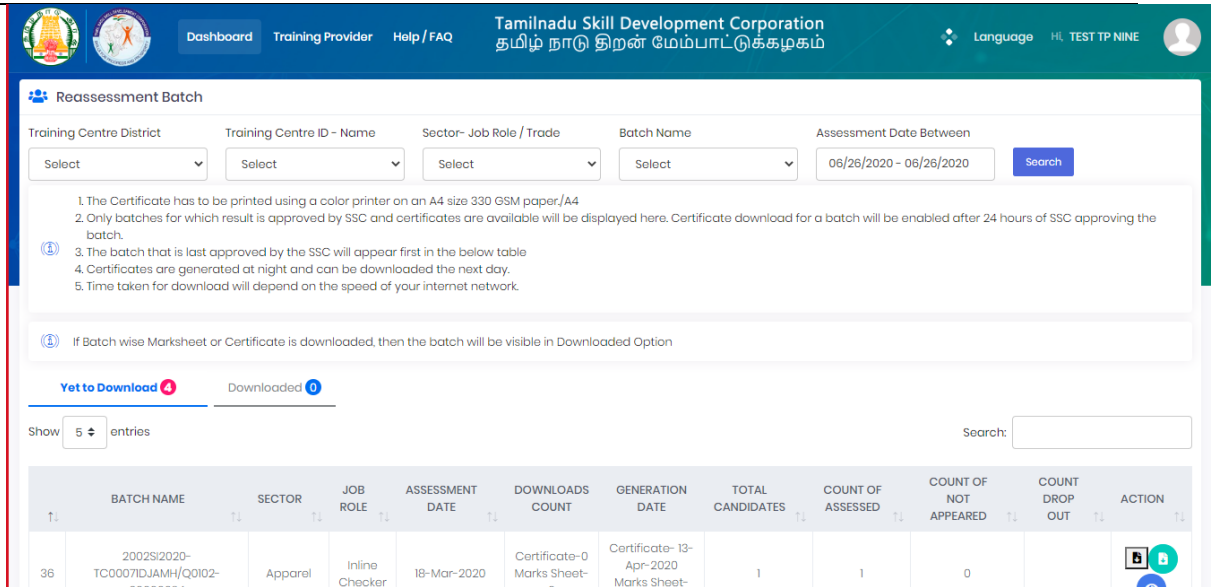 Dashboard Training Provider Help / FAQ
Tamilnadu Skill Development Corporation
தமிழ் நாடு திறன் மேம்பாட்டுக்கழகம்
Language Hi, TEST TP NINE
Reassessment Batch
Training Centre District Training Centre ID - Name Sector- Job Role / Trade Batch Name Assessment Date Between
Select Select Select Select 06/26/2020 - 06/26/2020 Search
1. The Certificate has to be printed using a color printer on an A4 size 330 GSM paper./A4
2. Only batches for which result is approved by SSC and certificates are available will be displayed here. Certificate download for a batch will be enabled after 24 hours of SSC approving the
batch.
3. The batch that is last approved by the SSC will appear first in the below table
4. Certificates are generated at night and can be downloaded the next day.
5. Time taken for download will depend on the speed of your internet network.
If Batch wise Marksheet or Certificate is downloaded, then the batch will be visible in Downloaded Option
Yet to Download 4 Downloaded 0
Show 5 entries Search:
BATCH NAME SECTOR JOB ROLE ASSESSMENT DATE DOWNLOADS COUNT GENERATION DATE TOTAL CANDIDATES COUNT OF ASSESSED COUNT OF NOT APPEARED COUNT DROP OUT ACTION
36 2002SI2020-TC0007IDJAMH/Q0102- Apparel Inline Checker 18-Mar-2020 Certificate-0 Marks Sheet- Certificate- 13-Apr-2020 Marks Sheet- 1 1 0